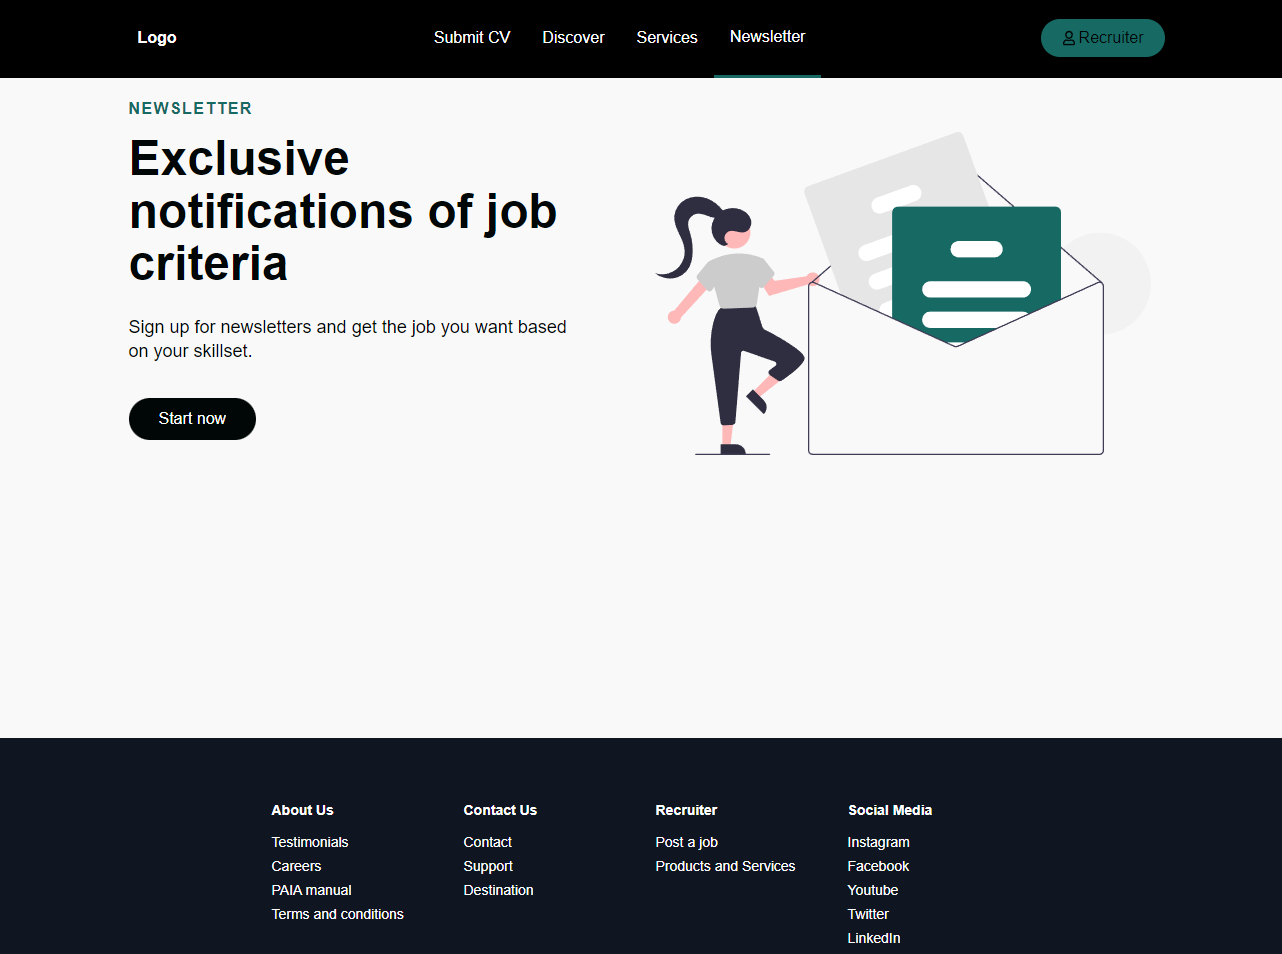 Logo
Submit CV
Discover
Services
Newsletter
Recruiter
NEWSLETTER
Exclusive
notifications of job
criteria
Sign up for newsletters and get the job you want based
on your skillset.
Start now
About Us
Testimonials
Careers
PAIA manual
Terms and conditions
Contact Us
Contact
Support
Destination
Recruiter
Post a job
Products and Services
Social Media
Instagram
Facebook
Youtube
Twitter
LinkedIn